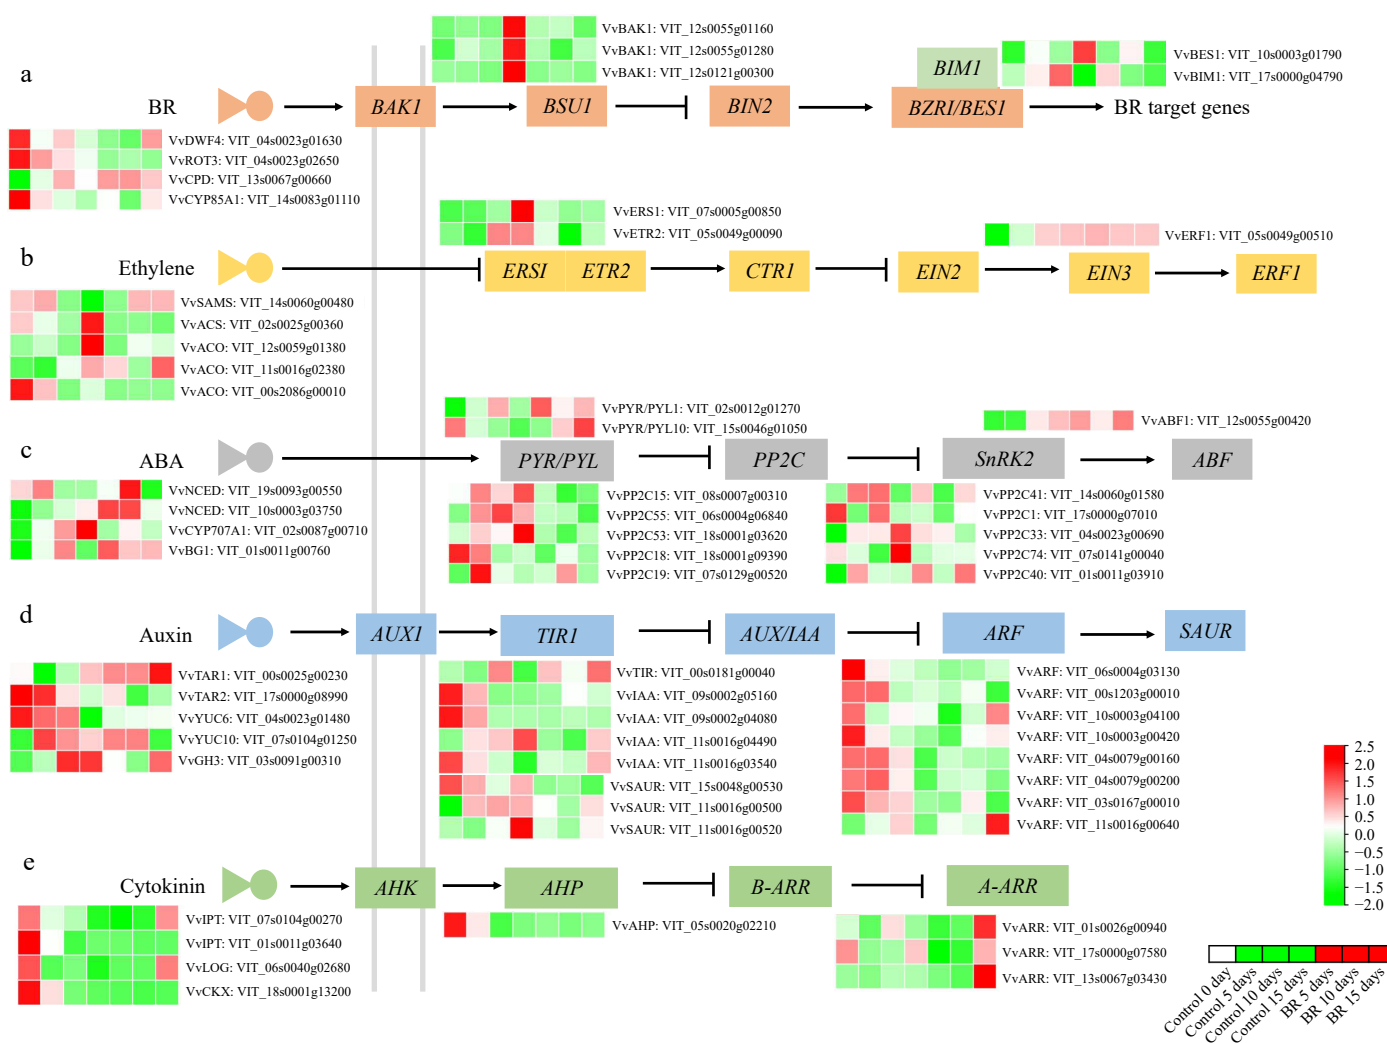 a
VvBAK1: VIT_12s0055g01160
VvBAK1: VIT_12s0055g01280
VvBAK1: VIT_12s0121g00300
BIM1
VvBES1: VIT_10s0003g01790
VvBIM1: VIT_17s0000g04790
BR
BAK1
BSU1
BIN2
BZRI/BES1
BR target genes
VvDWF4: VIT_04s0023g01630
VvROT3: VIT_04s0023g02650
VvCPD: VIT_13s0067g00660
VvCYP85A1: VIT_14s0083g01110
b
VvERS1: VIT_07s0005g00850
VvETR2: VIT_05s0049g00090
VvERF1: VIT_05s0049g00510
Ethylene
ERSI
ETR2
CTR1
EIN2
EIN3
ERF1
VvSAMS: VIT_14s0060g00480
VvACS: VIT_02s0025g00360
VvACO: VIT_12s0059g01380
VvACO: VIT_11s0016g02380
VvACO: VIT_00s2086g00010
c
VvPYR/PYL1: VIT_02s0012g01270
VvPYR/PYL10: VIT_15s0046g01050
VvABF1: VIT_12s0055g00420
ABA
PYR/PYL
PP2C
SnRK2
ABF
VvNCED: VIT_19s0093g00550
VvNCED: VIT_10s0003g03750
VvCYP707A1: VIT_02s0087g00710
VvBG1: VIT_01s0011g00760
VvPP2C15: VIT_08s0007g00310
VvPP2C55: VIT_06s0004g06840
VvPP2C53: VIT_18s0001g03620
VvPP2C18: VIT_18s0001g09390
VvPP2C19: VIT_07s0129g00520
VvPP2C41: VIT_14s0060g01580
VvPP2C1: VIT_17s0000g07010
VvPP2C33: VIT_04s0023g00690
VvPP2C74: VIT_07s0141g00040
VvPP2C40: VIT_01s0011g03910
d
Auxin
AUX1
TIR1
AUX/IAA
ARF
SAUR
VvTAR1: VIT_00s0025g00230
VvTAR2: VIT_17s0000g08990
VvYUC6: VIT_04s0023g01480
VvYUC10: VIT_07s0104g01250
VvGH3: VIT_03s0091g00310
VvTIR: VIT_00s0181g00040
VvIAA: VIT_09s0002g05160
VvIAA: VIT_09s0002g04080
VvIAA: VIT_11s0016g04490
VvIAA: VIT_11s0016g03540
VvSAUR: VIT_15s0048g00530
VvSAUR: VIT_11s0016g00500
VvSAUR: VIT_11s0016g00520
VvARF: VIT_06s0004g03130
VvARF: VIT_00s1203g00010
VvARF: VIT_10s0003g04100
VvARF: VIT_10s0003g00420
VvARF: VIT_04s0079g00160
VvARF: VIT_04s0079g00200
VvARF: VIT_03s0167g00010
VvARF: VIT_11s0016g00640
e
Cytokinin
AHK
AHP
B-ARR
A-ARR
VvIPT: VIT_07s0104g00270
VvIPT: VIT_01s0011g03640
VvLOG: VIT_06s0040g02680
VvCKX: VIT_18s0001g13200
VvAHP: VIT_05s0020g02210
VvARR: VIT_01s0026g00940
VvARR: VIT_17s0000g07580
VvARR: VIT_13s0067g03430
2.5
2.0
1.5
1.0
0.5
0.0
−0.5
−1.0
−1.5
−2.0
Control 0 day
Control 5 days
Control 10 days
Control 15 days
BR 5 days
BR 10 days
BR 15 days